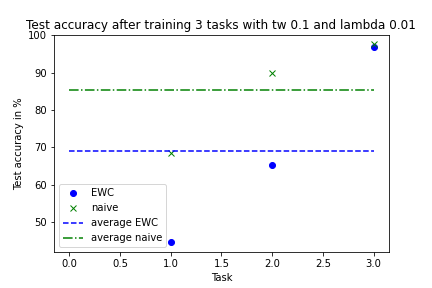 Test accuracy after training 3 tasks with tw 0.1 and lambda 0.01
100
90
80
70
60
50
Test accuracy in %
EWC
naive
average EWC
average naive
0.0 0.5 1.0 1.5 2.0 2.5 3.0
Task